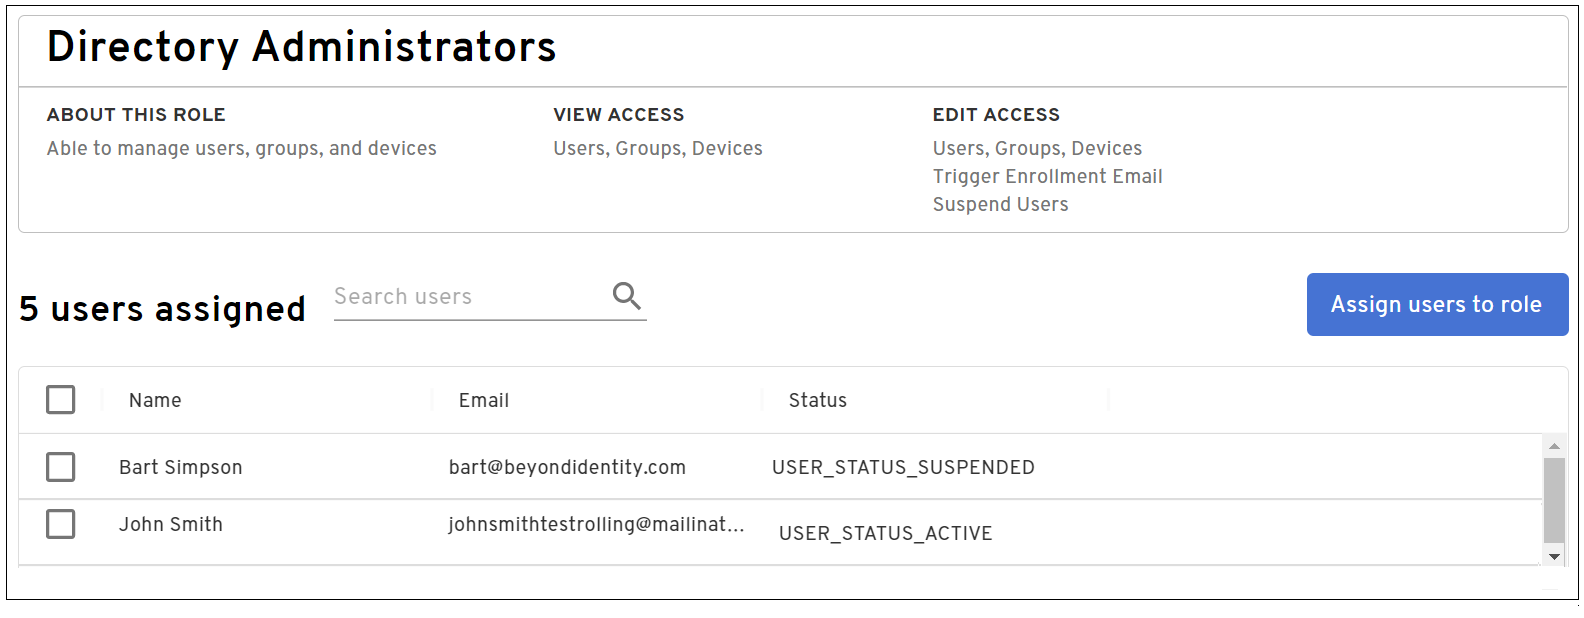 Directory Administrators
ABOUT THIS ROLE
Able to manage users, groups, and devices
VIEW ACCESS
Users, Groups, Devices
EDIT ACCESS
Users, Groups, Devices
Trigger Enrollment Email
Suspend Users
5 users assigned
Search users
Assign users to role
Name Email Status
Bart Simpson bart@beyondidentity.com USER_STATUS_SUSPENDED
John Smith johnsmithtestrolling@mailinat... USER_STATUS_ACTIVE